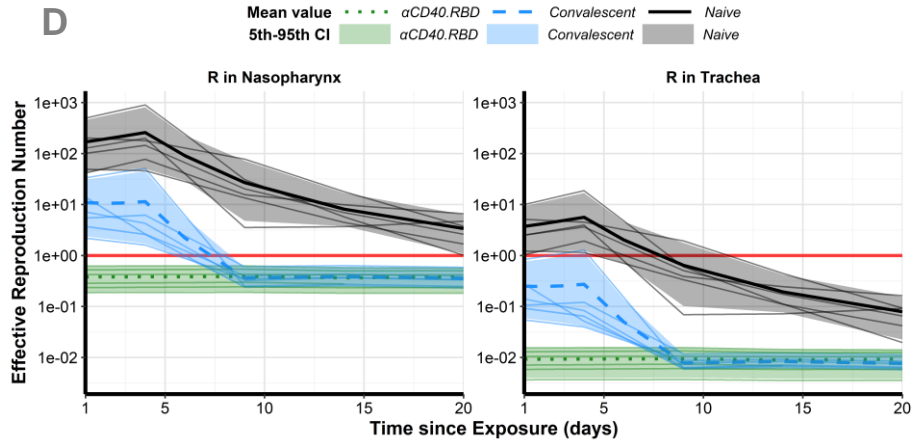 D
Mean value αCD40.RBD Convalescent Naive
5th-95th CI αCD40.RBD Convalescent Naive
R in Nasopharynx R in Trachea
Effective Reproduction Number
1e+03
1e+02
1e+01
1e+00
1e-01
1e-02
1 5 10 15 20
1e+03
1e+02
1e+01
1e+00
1e-01
1e-02
1 5 10 15 20
Time since Exposure (days)